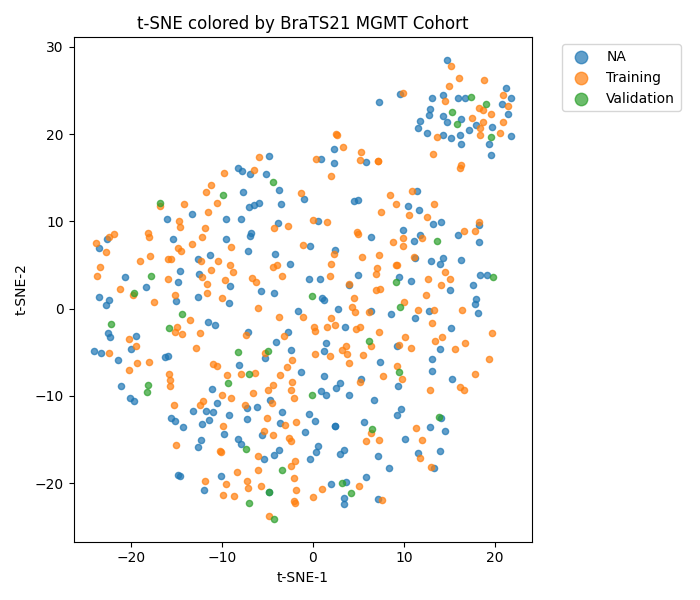 t-SNE colored by BraTS21 MGMT Cohort
NA
Training
Validation
30
20
10
0
−10
−20
t-SNE-2
−20
−10
0
10
20
t-SNE-1